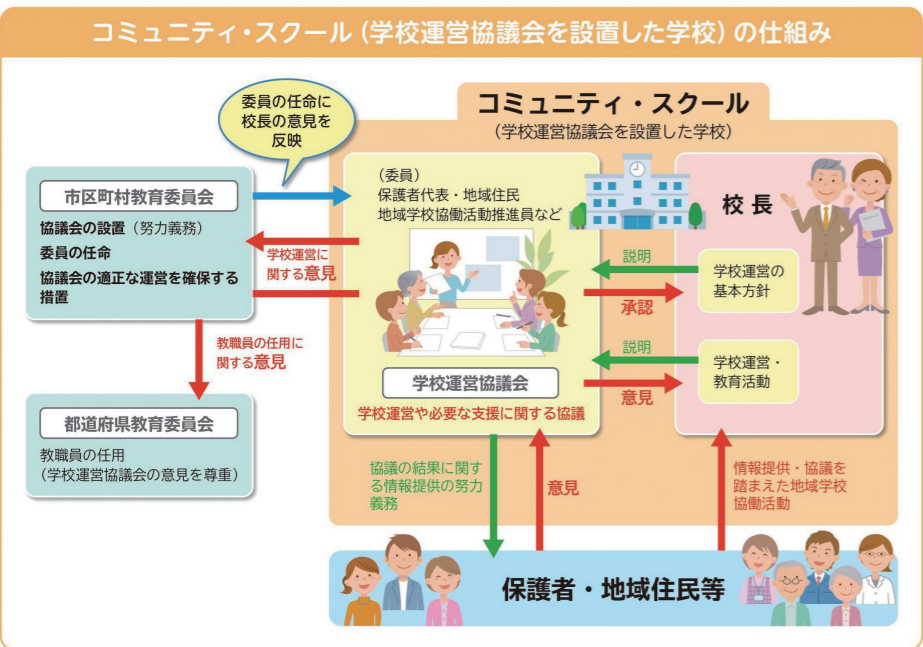 コミュニティ・スクール（学校運営協議会を設置した学校）の仕組み
委員の任命に
校長の意見を
反映
コミュニティ・スクール
（学校運営協議会を設置した学校）
市区町村教育委員会
協議会の設置（努力義務）
委員の任命
協議会の適正な運営を確保する
措置
学校運営に
関する意見
（委員）
保護者代表・地域住民
地域学校協働活動推進員など
学校運営協議会
学校運営や必要な支援に関する協議
校長
説明
学校運営の
基本方針
承認
説明
学校運営・
教育活動
意見
教職員の任用に
関する意見
都道府県教育委員会
教職員の任用
（学校運営協議会の意見を尊重）
協議の結果に関す
る情報提供の努力
義務
意見
情報提供・協議を
踏まえた地域学校
協働活動
保護者・地域住民等